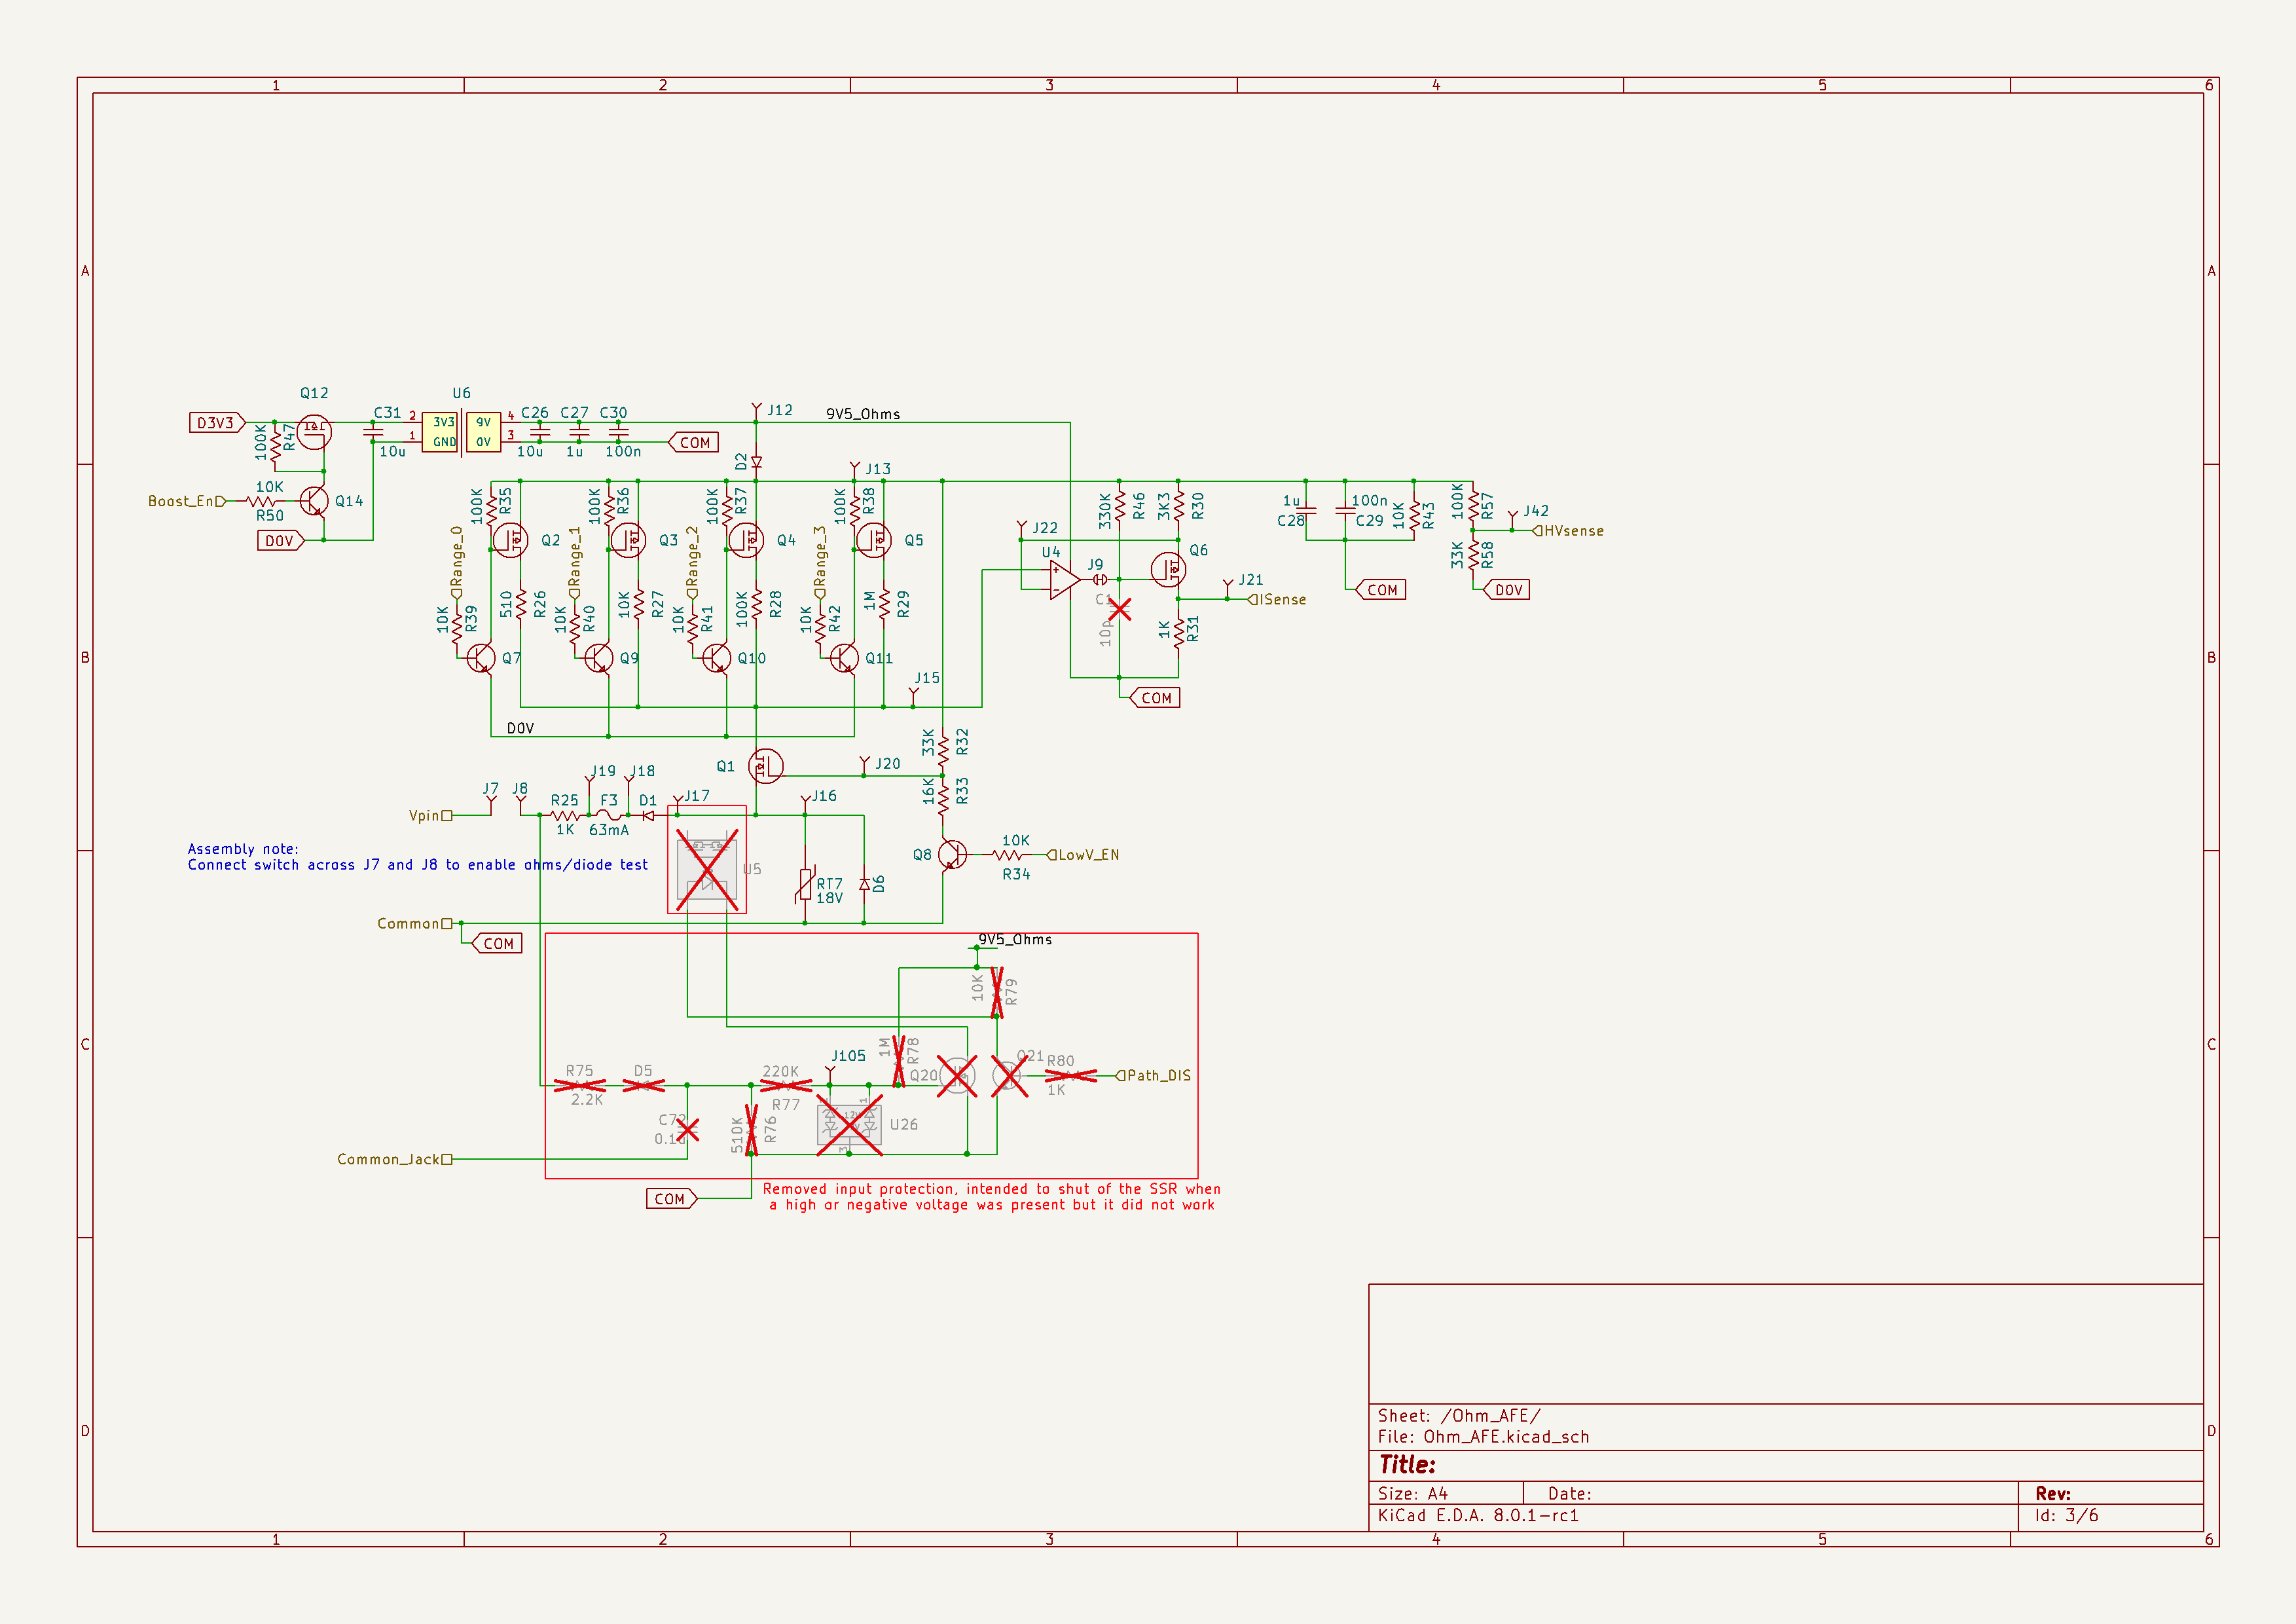 1 2 3 4 5 6
A A
B B
C C
D D
Q12
U6
D3V3
100K
R47
C31
10u
2
1
3V3
GND
9V
0V
4
3
C26
C27
C30
10u
1u
100n
COM
J12
9V5_Ohms
D2
J13
Boost_En
10K
R50
Q14
D0V
100K
R35
100K
R36
100K
R37
100K
R38
Range_0
Range_1
Range_2
Range_3
Q2
Q3
Q4
Q5
510
R26
10K
R27
100K
R28
1M
R29
10K
R39
10K
R40
10K
R41
10K
R42
Q7
Q9
Q10
Q11
J15
D0V
J22
U4
+
−
J9
330K
R46
3K3
R30
Q6
J21
ISense
10p
1K
R31
COM
1u
C28
100n
C29
10K
R43
100K
R57
J42
HVsense
33K
R58
COM
D0V
Q1
J20
33K
R32
16K
R33
Vpin
J7
J8
R25
1K
J19
F3
63mA
J18
D1
J17
J16
Assembly note:
Connect switch across J7 and J8 to enable ohms/diode test
U5
RT7
18V
D6
Q8
10K
R34
LowV_EN
Common
COM
9V5_Ohms
10K
R79
R75
2.2K
D5
220K
R77
J105
1M
R78
Q20
Q21
R80
1K
Path_DIS
510K
R76
U26
Common_Jack
COM
Removed input protection, intended to shut of the SSR when
a high or negative voltage was present but it did not work
Sheet: /Ohm_AFE/
File: Ohm_AFE.kicad_sch
Title:
Size: A4
Date:
Rev:
KiCad E.D.A. 8.0.1-rc1
Id: 3/6
1 2 3 4 5 6